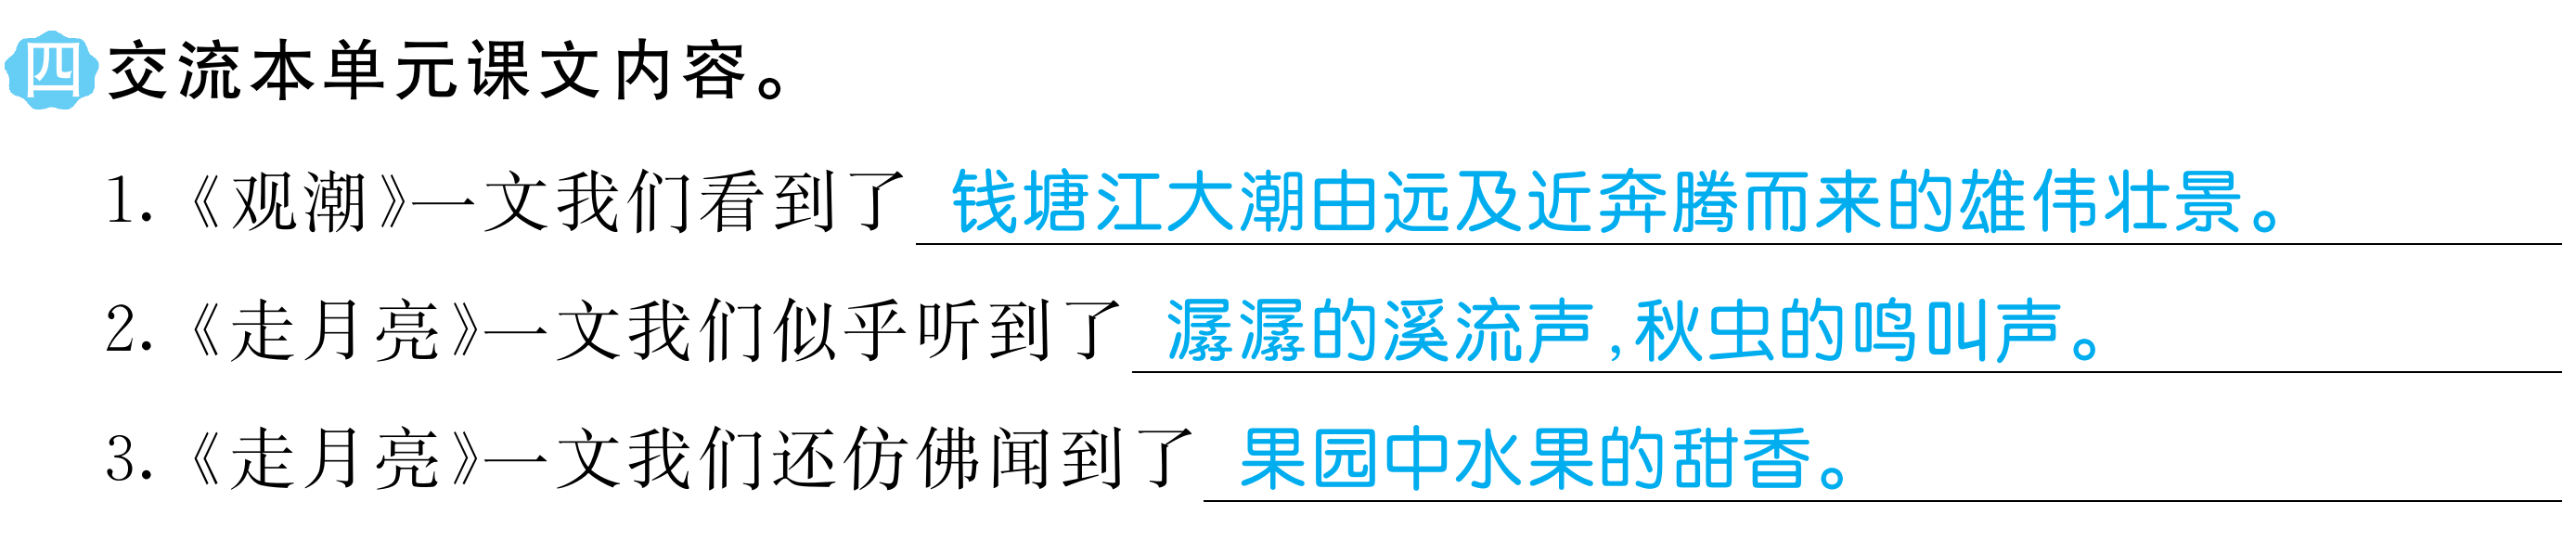 四 交流本单元课文内容。
1.《观潮》一文我们看到了 钱塘江大潮由远及近奔腾而来的雄伟壮景。
2.《走月亮》一文我们似乎听到了 潺潺的溪流声,秋虫的鸣叫声。
3.《走月亮》一文我们还仿佛闻到了 果园中水果的甜香。